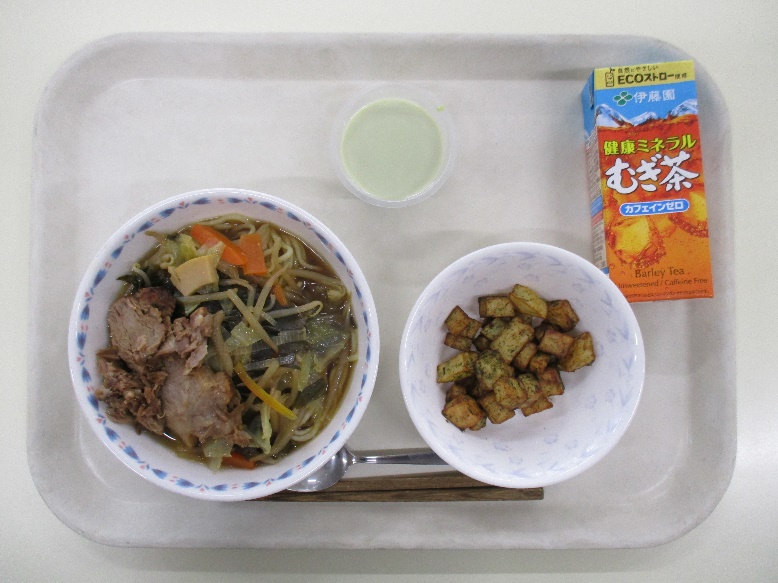 自然にやさしい
ECOストロー使用
伊藤園
健康ミネラル
むぎ茶
カフェインゼロ
Barley Tea
Unsweetened / Caffeine Free